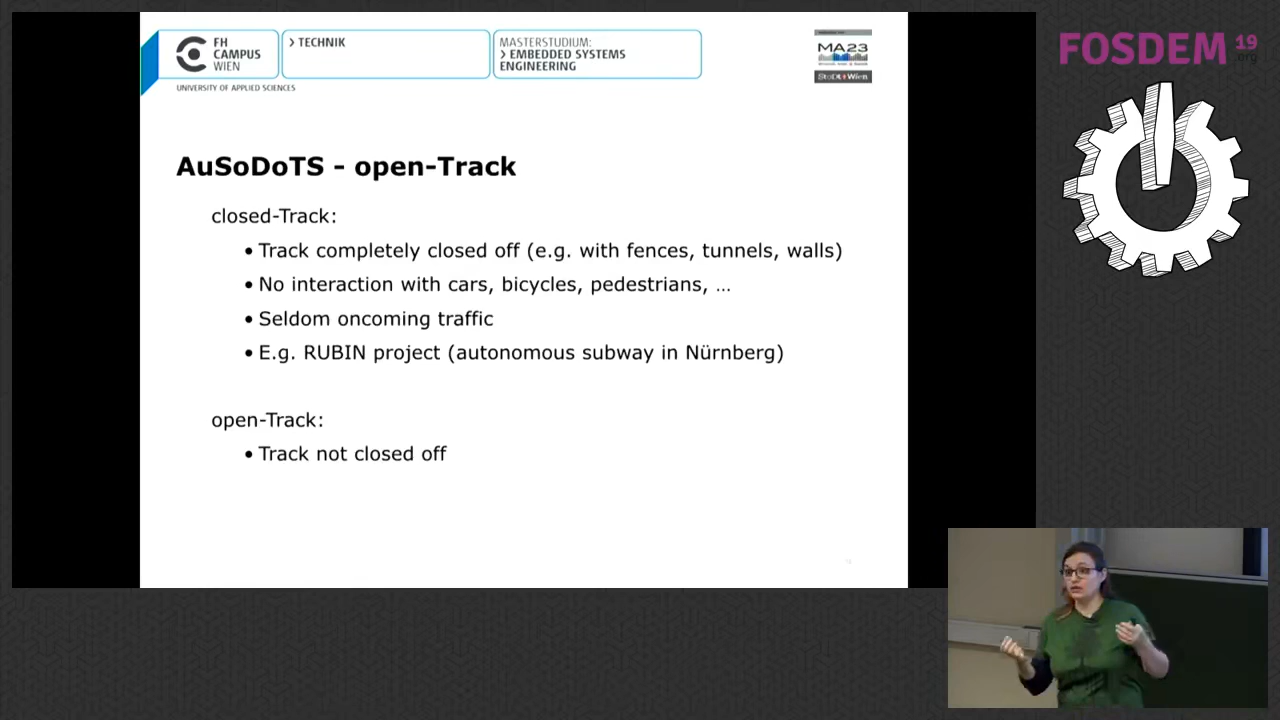 FH
CAMPUS
WIEN
UNIVERSITY OF APPLIED SCIENCES
> TECHNIK
MASTERSTUDIUM:
> EMBEDDED SYSTEMS
ENGINEERING
MA23
StaDt+Wien
FOSDEM 19
.org
AuSoDoTS - open-Track
closed-Track:
• Track completely closed off (e.g. with fences, tunnels, walls)
• No interaction with cars, bicycles, pedestrians, …
• Seldom oncoming traffic
• E.g. RUBIN project (autonomous subway in Nürnberg)
open-Track:
• Track not closed off